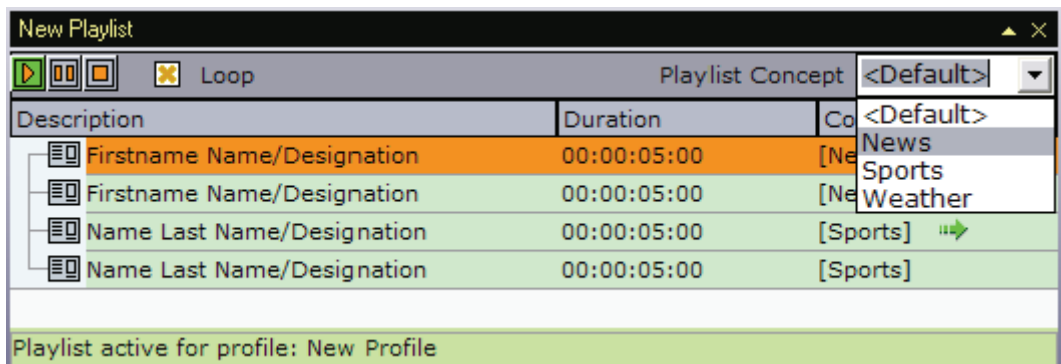 New Playlist
Loop Playlist Concept <Default>
Description Duration Co
<Default>
News
Sports
Weather
Firstname Name/Designation 00:00:05:00 [Ne
Firstname Name/Designation 00:00:05:00 [Ne
Name Last Name/Designation 00:00:05:00 [Sports]
Name Last Name/Designation 00:00:05:00 [Sports]
Playlist active for profile: New Profile